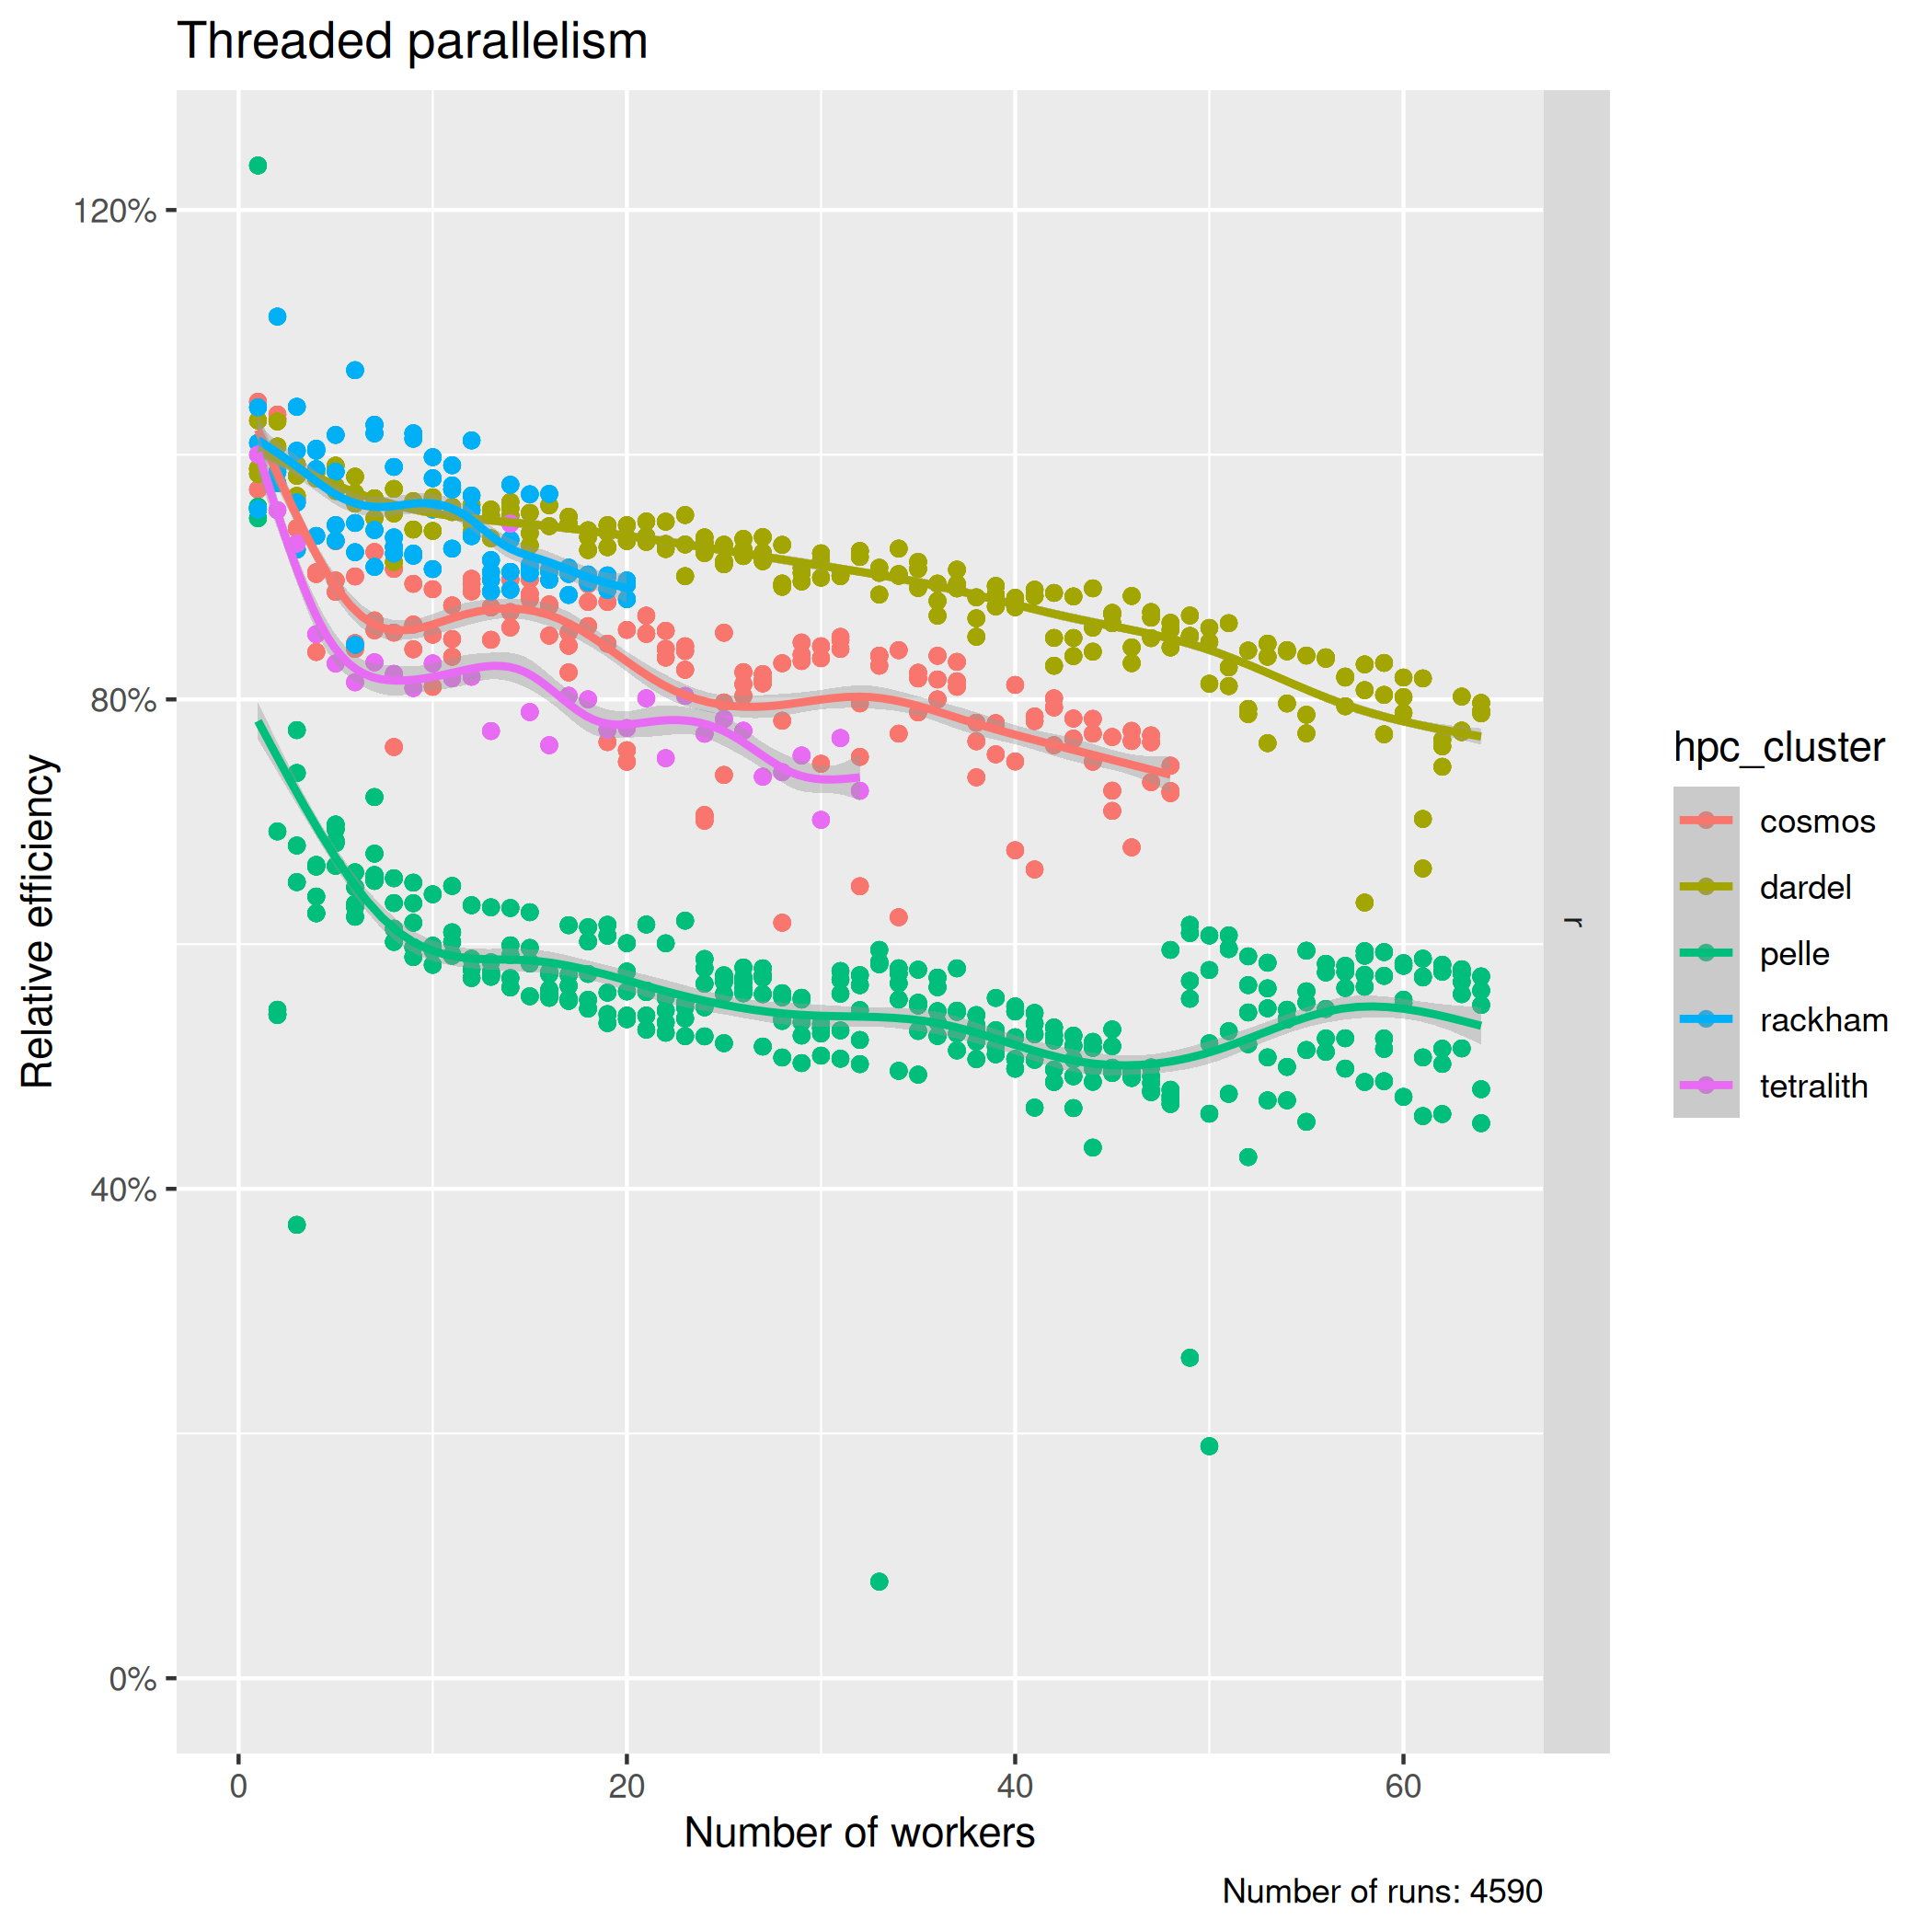 Threaded parallelism
120%
80%
40%
0%
Relative efficiency
0
20
40
60
Number of workers
r
hpc_cluster
cosmos
dardel
pelle
rackham
tetralith
Number of runs: 4590